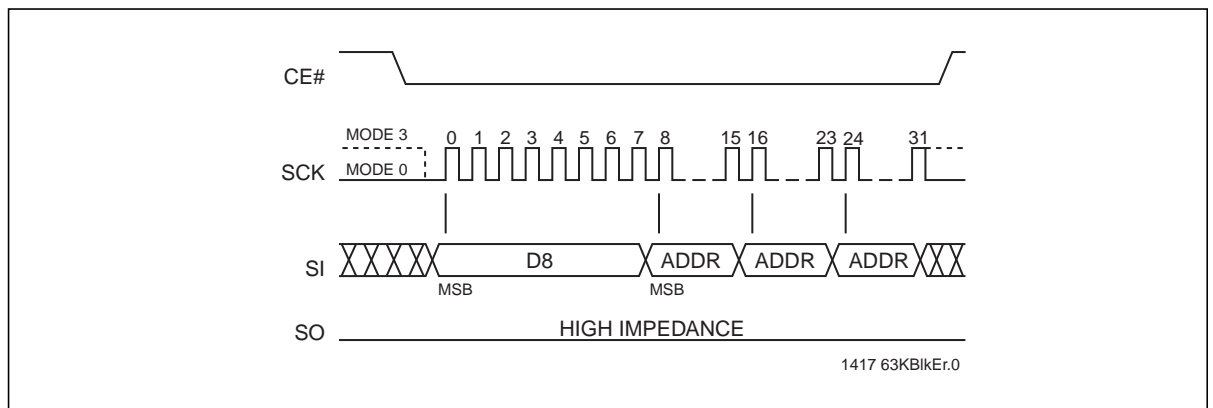 CE#
MODE 3
0 1 2 3 4 5 6 7 8 15 16 23 24 31
SCK
MODE 0
SI
D8 ADDR ADDR ADDR
MSB MSB
SO
HIGH IMPEDANCE
1417 63KBlkEr.0